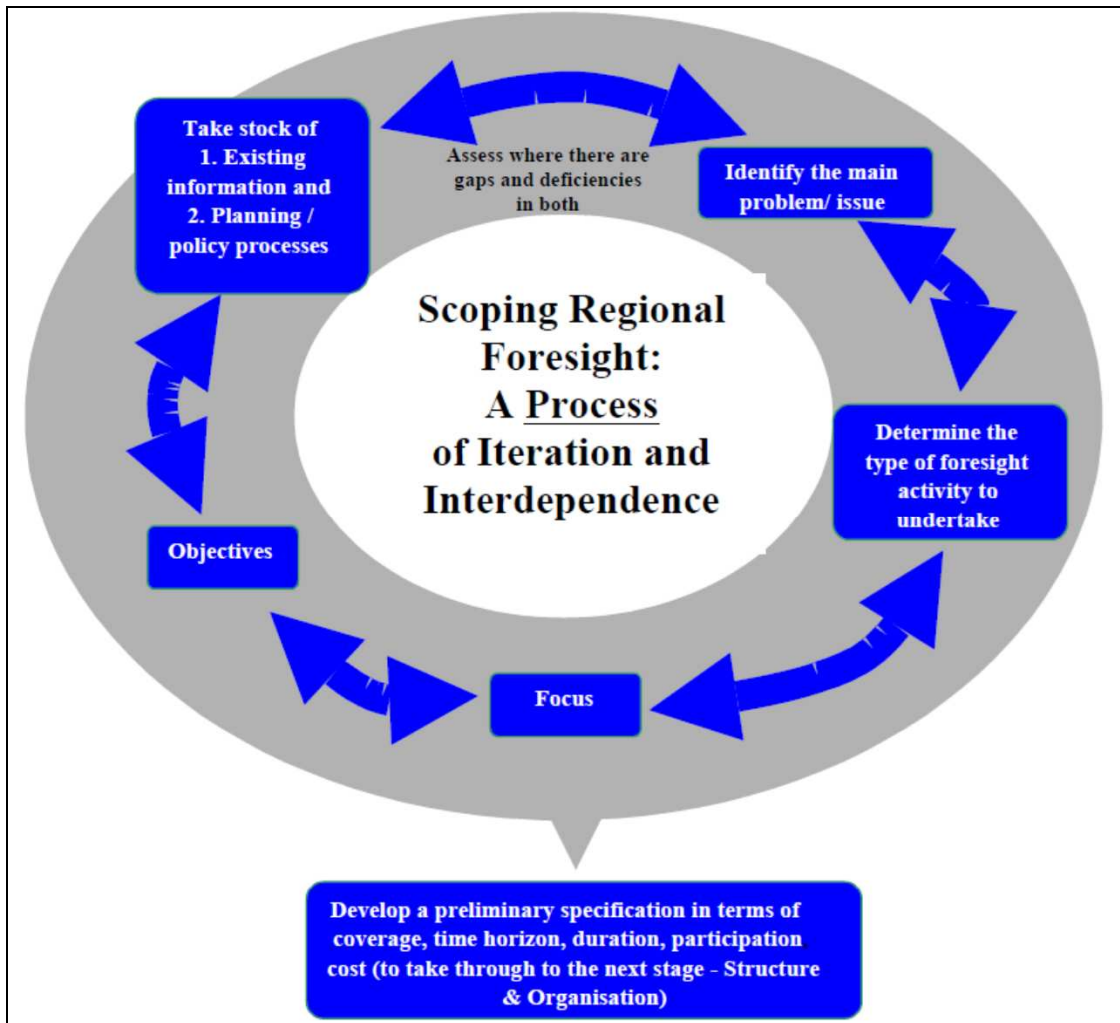 Take stock of
1. Existing
information and
2. Planning /
policy processes
Assess where there are
gaps and deficiencies
in both
Identify the main
problem/ issue
Scoping Regional
Foresight:
A Process
of Iteration and
Interdependence
Determine the
type of foresight
activity to
undertake
Objectives
Focus
Develop a preliminary specification in terms of
coverage, time horizon, duration, participation,
cost (to take through to the next stage - Structure
& Organisation)